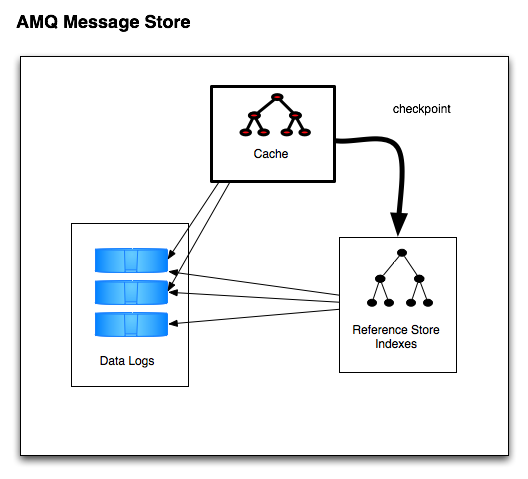 AMQ Message Store
checkpoint
Cache
Data Logs
Reference Store
Indexes